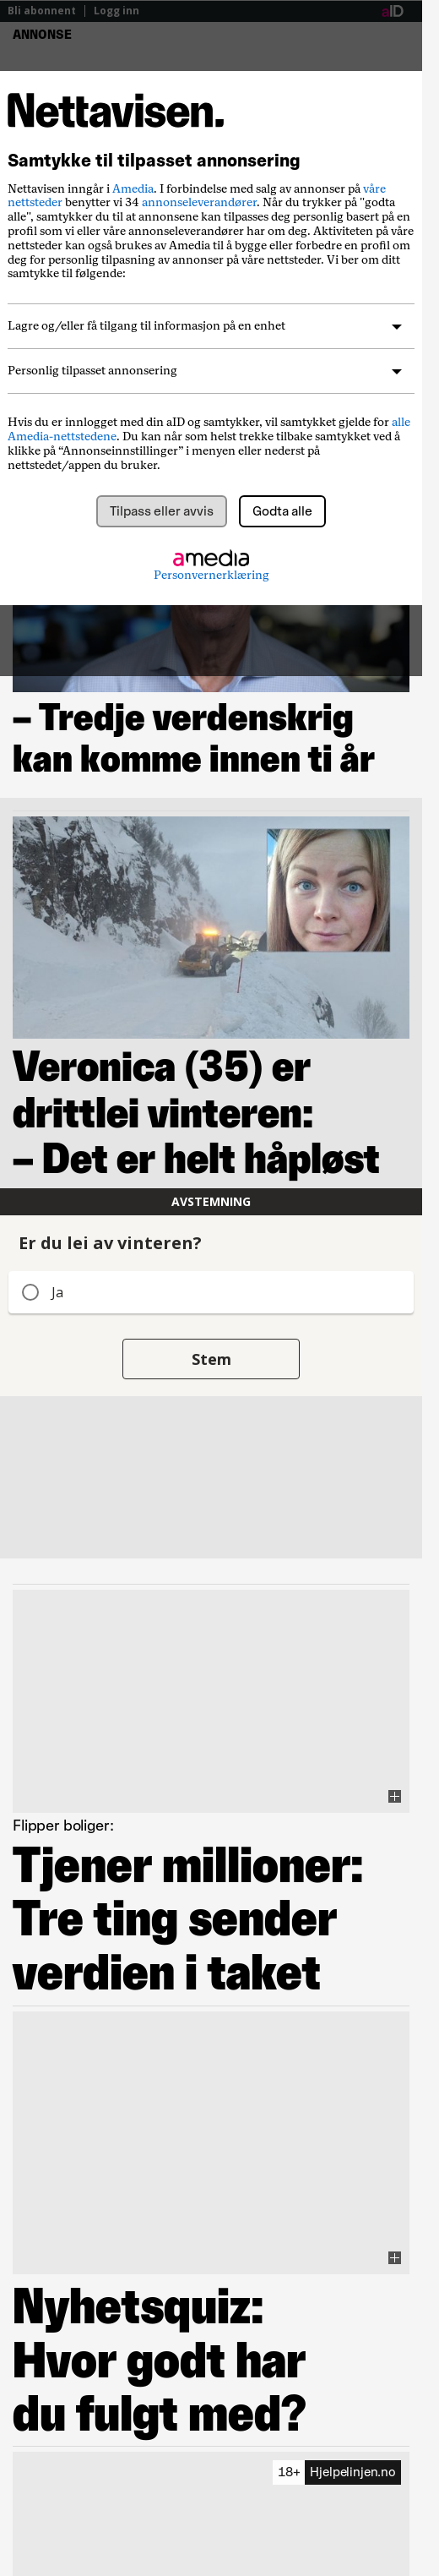 Bli abonnent | Logg inn
aID
ANNONSE
Nettavisen.
Samtykke til tilpasset annonsering
Nettavisen inngår i Amedia. I forbindelse med salg av annonser på våre
nettsteder benytter vi 34 annonseleverandører. Når du trykker på "godta
alle", samtykker du til at annonsene kan tilpasses deg personlig basert på en
profil som vi eller våre annonseleverandører har om deg. Aktiviteten på våre
nettsteder kan også brukes av Amedia til å bygge eller forbedre en profil om
deg for personlig tilpasning av annonser på våre nettsteder. Vi ber om ditt
samtykke til følgende:
Lagre og/eller få tilgang til informasjon på en enhet
Personlig tilpasset annonsering
Hvis du er innlogget med din aID og samtykker, vil samtykket gjelde for alle
Amedia-nettstedene. Du kan når som helst trekke tilbake samtykket ved å
klikke på “Annonseinnstillinger” i menyen eller nederst på
nettstedet/appen du bruker.
Tilpass eller avvis
Godta alle
amedia
Personvernerklæring
– Tredje verdenskrig
kan komme innen ti år
Veronica (35) er
drittlei vinteren:
– Det er helt håpløst
AVSTEMNING
Er du lei av vinteren?
Ja
Stem
Flipper boliger:
Tjener millioner:
Tre ting sender
verdien i taket
Nyhetsquiz:
Hvor godt har
du fulgt med?
18+ Hjelpelinjen.no